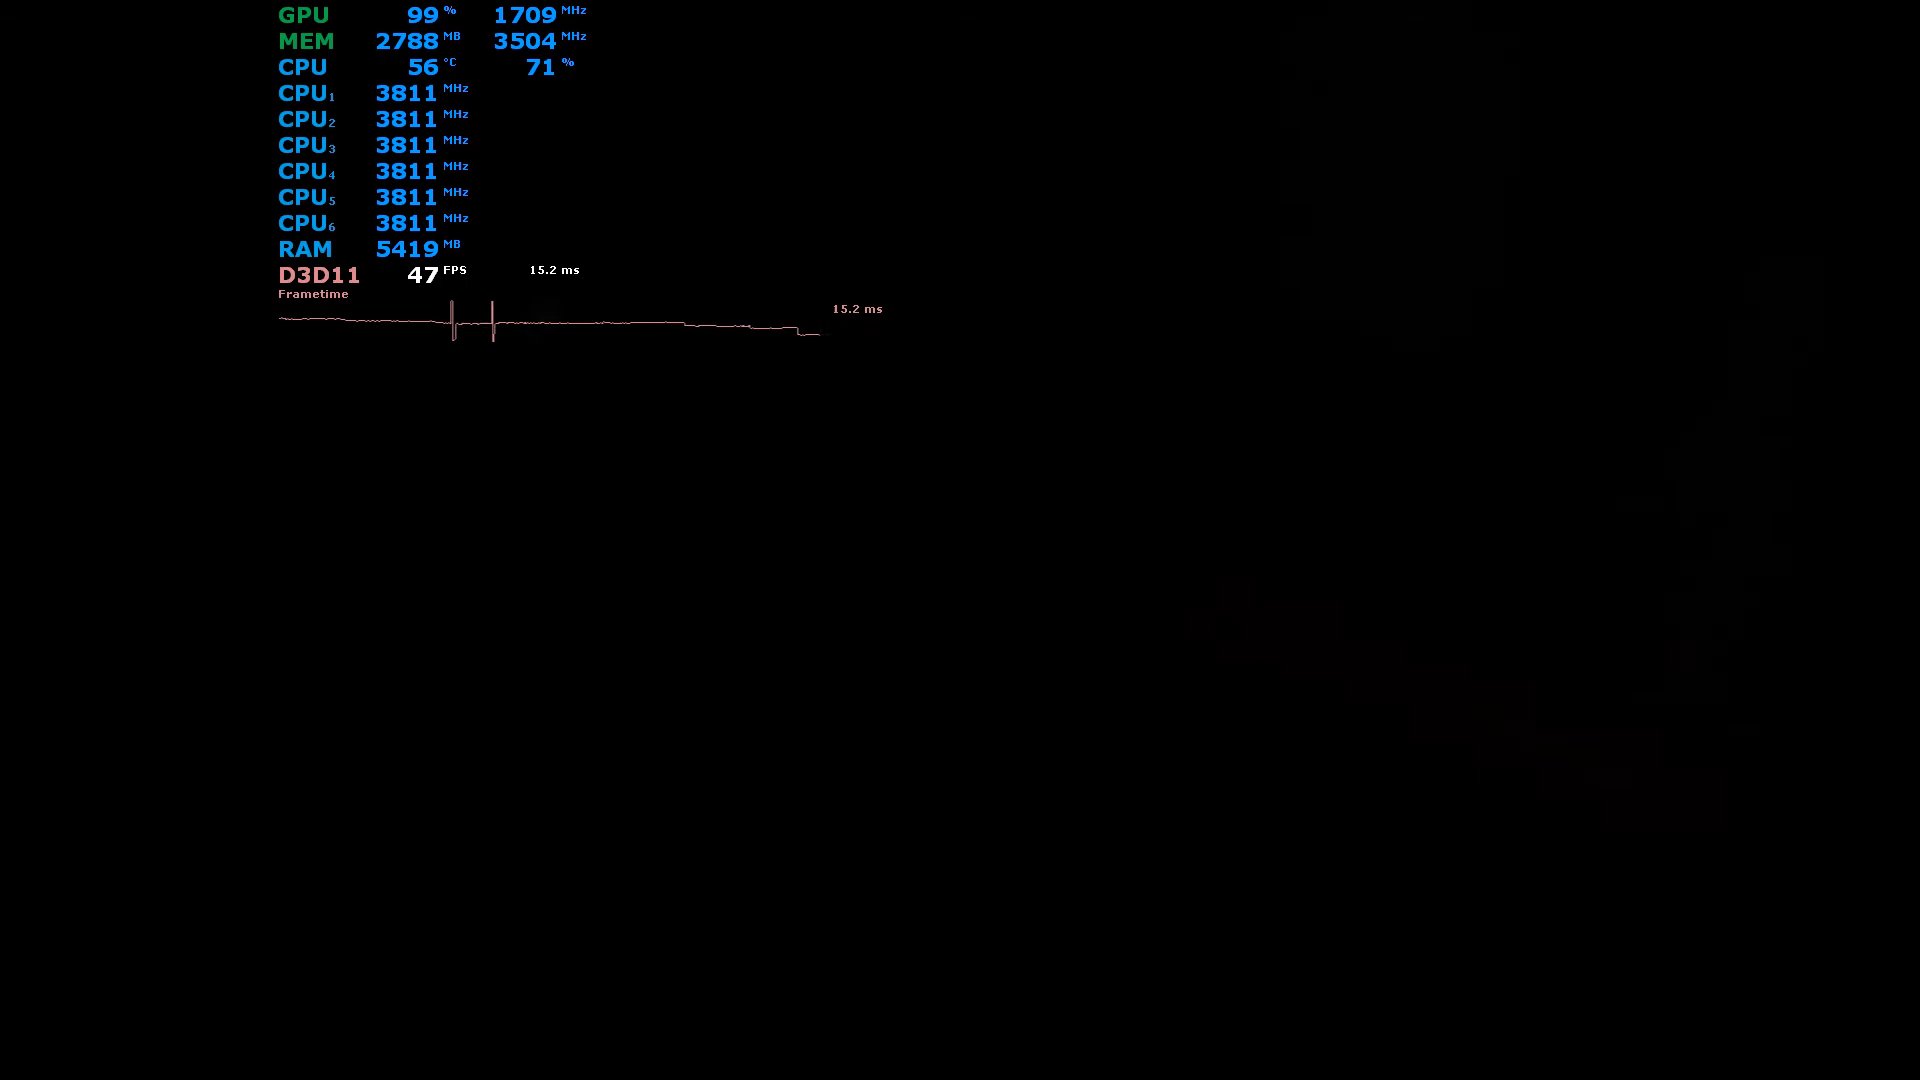 GPU 99 % 1709 MHz
MEM 2788 MB 3504 MHz
CPU 56 °C 71 %
CPU1 3811 MHz
CPU2 3811 MHz
CPU3 3811 MHz
CPU4 3811 MHz
CPU5 3811 MHz
CPU6 3811 MHz
RAM 5419 MB
D3D11 47 FPS 15.2 ms
Frametime
15.2 ms